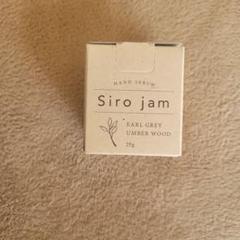 HAND SERUM
Siro jam
EARL GREY
UMBER WOOD
25g